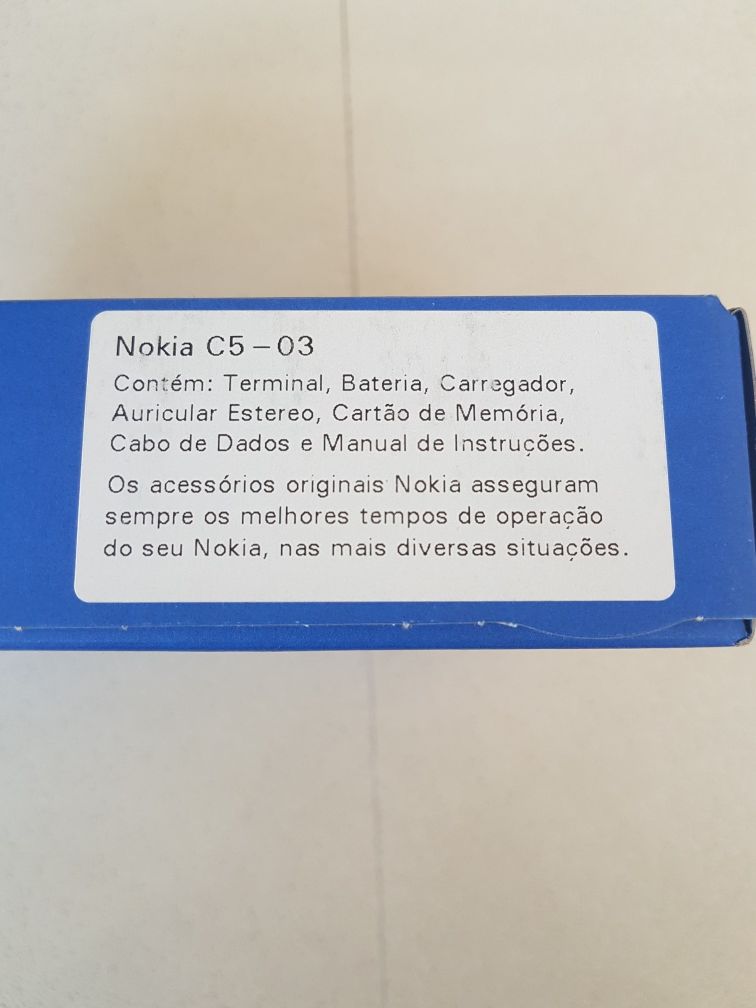 Nokia C5-03
Contém: Terminal, Bateria, Carregador,
Auricular Estereo, Cartão de Memória,
Cabo de Dados e Manual de Instruções.
Os acessórios originais Nokia asseguram
sempre os melhores tempos de operação
do seu Nokia, nas mais diversas situações.